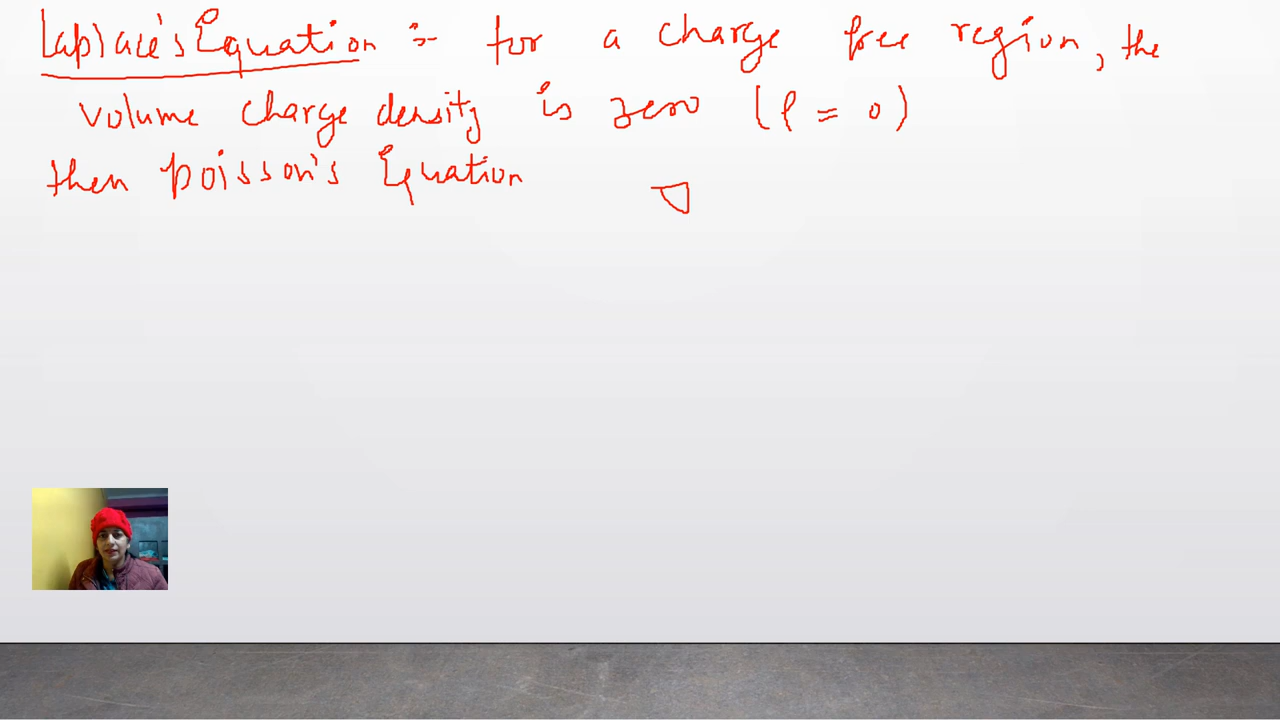 Laplace's Equation :- for a charge free region, the
volume charge density is zero (ρ = 0)
then poisson's Equation ∇